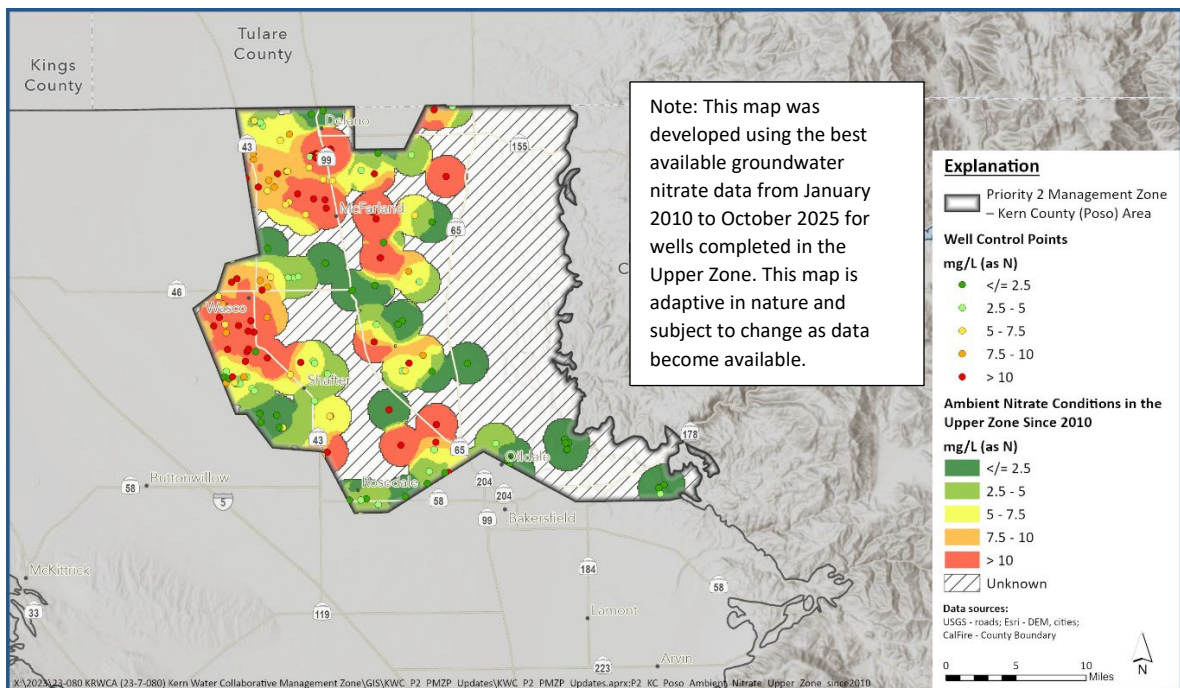 Tulare
County
Kings
County
Delano
43
99
155
McFarland
65
46
Wasco
Shafter
43
65
178
Oildale
Buttonwillow
58
5
Rosedale
58
204
204
99
Bakersfield
McKittrick
33
119
184
58
Lamont
223
Arvin
C
Note: This map was
developed using the best
available groundwater
nitrate data from January
2010 to October 2025 for
wells completed in the
Upper Zone. This map is
adaptive in nature and
subject to change as data
become available.
Explanation
Priority 2 Management Zone
– Kern County (Poso) Area
Well Control Points
mg/L (as N)
</= 2.5
2.5 - 5
5 - 7.5
7.5 - 10
> 10
Ambient Nitrate Conditions in the
Upper Zone Since 2010
mg/L (as N)
</= 2.5
2.5 - 5
5 - 7.5
7.5 - 10
> 10
Unknown
Data sources:
USGS - roads; Esri - DEM, cities;
CalFire - County Boundary
N
0 5 10
Miles
X:\2023\23-080 KRWCA (23-7-080) Kern Water Collaborative Management Zone\GIS\KWC_P2_PMZP_Updates\KWC_P2_PMZP_Updates.aprx:P2_KC_Poso_Ambient_Nitrate_Upper_Zone_since2010